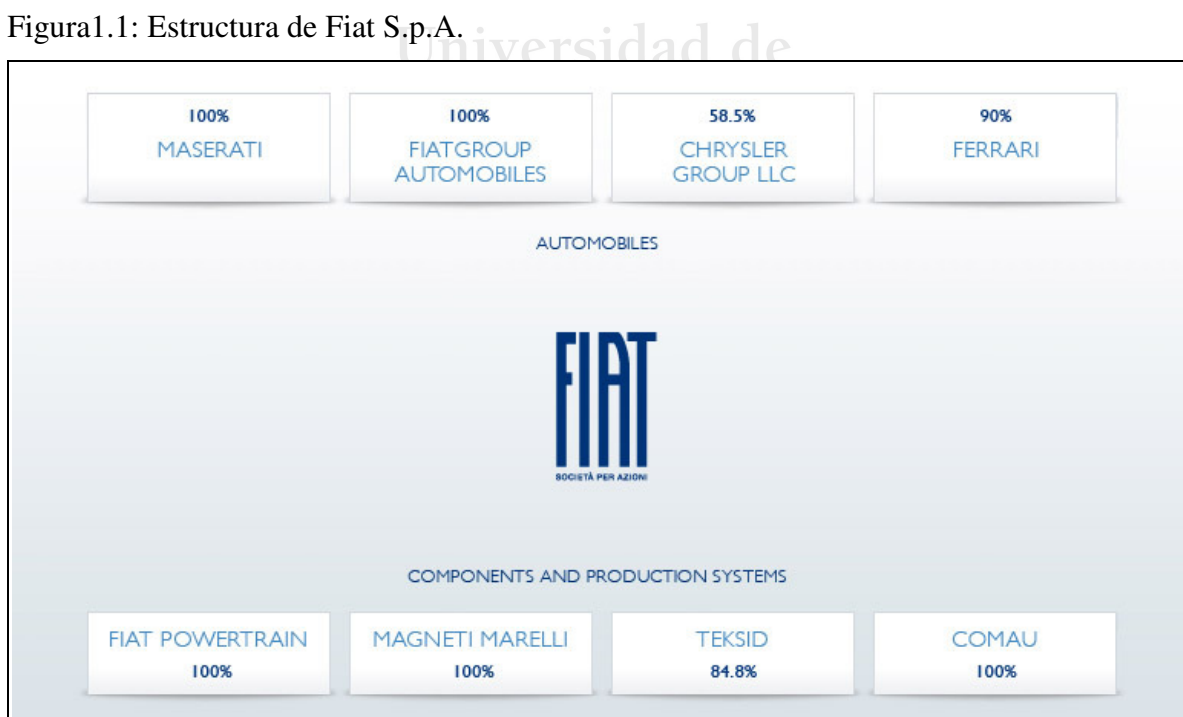 Figura1.1: Estructura de Fiat S.p.A.
Universidad de
100%
MASERATI
100%
FIAT GROUP
AUTOMOBILES
58.5%
CHRYSLER
GROUP LLC
90%
FERRARI
AUTOMOBILES
FIAT
SOCIETÀ PER AZIONI
COMPONENTS AND PRODUCTION SYSTEMS
FIAT POWERTRAIN
100%
MAGNETI MARELLI
100%
TEKSID
84.8%
COMAU
100%